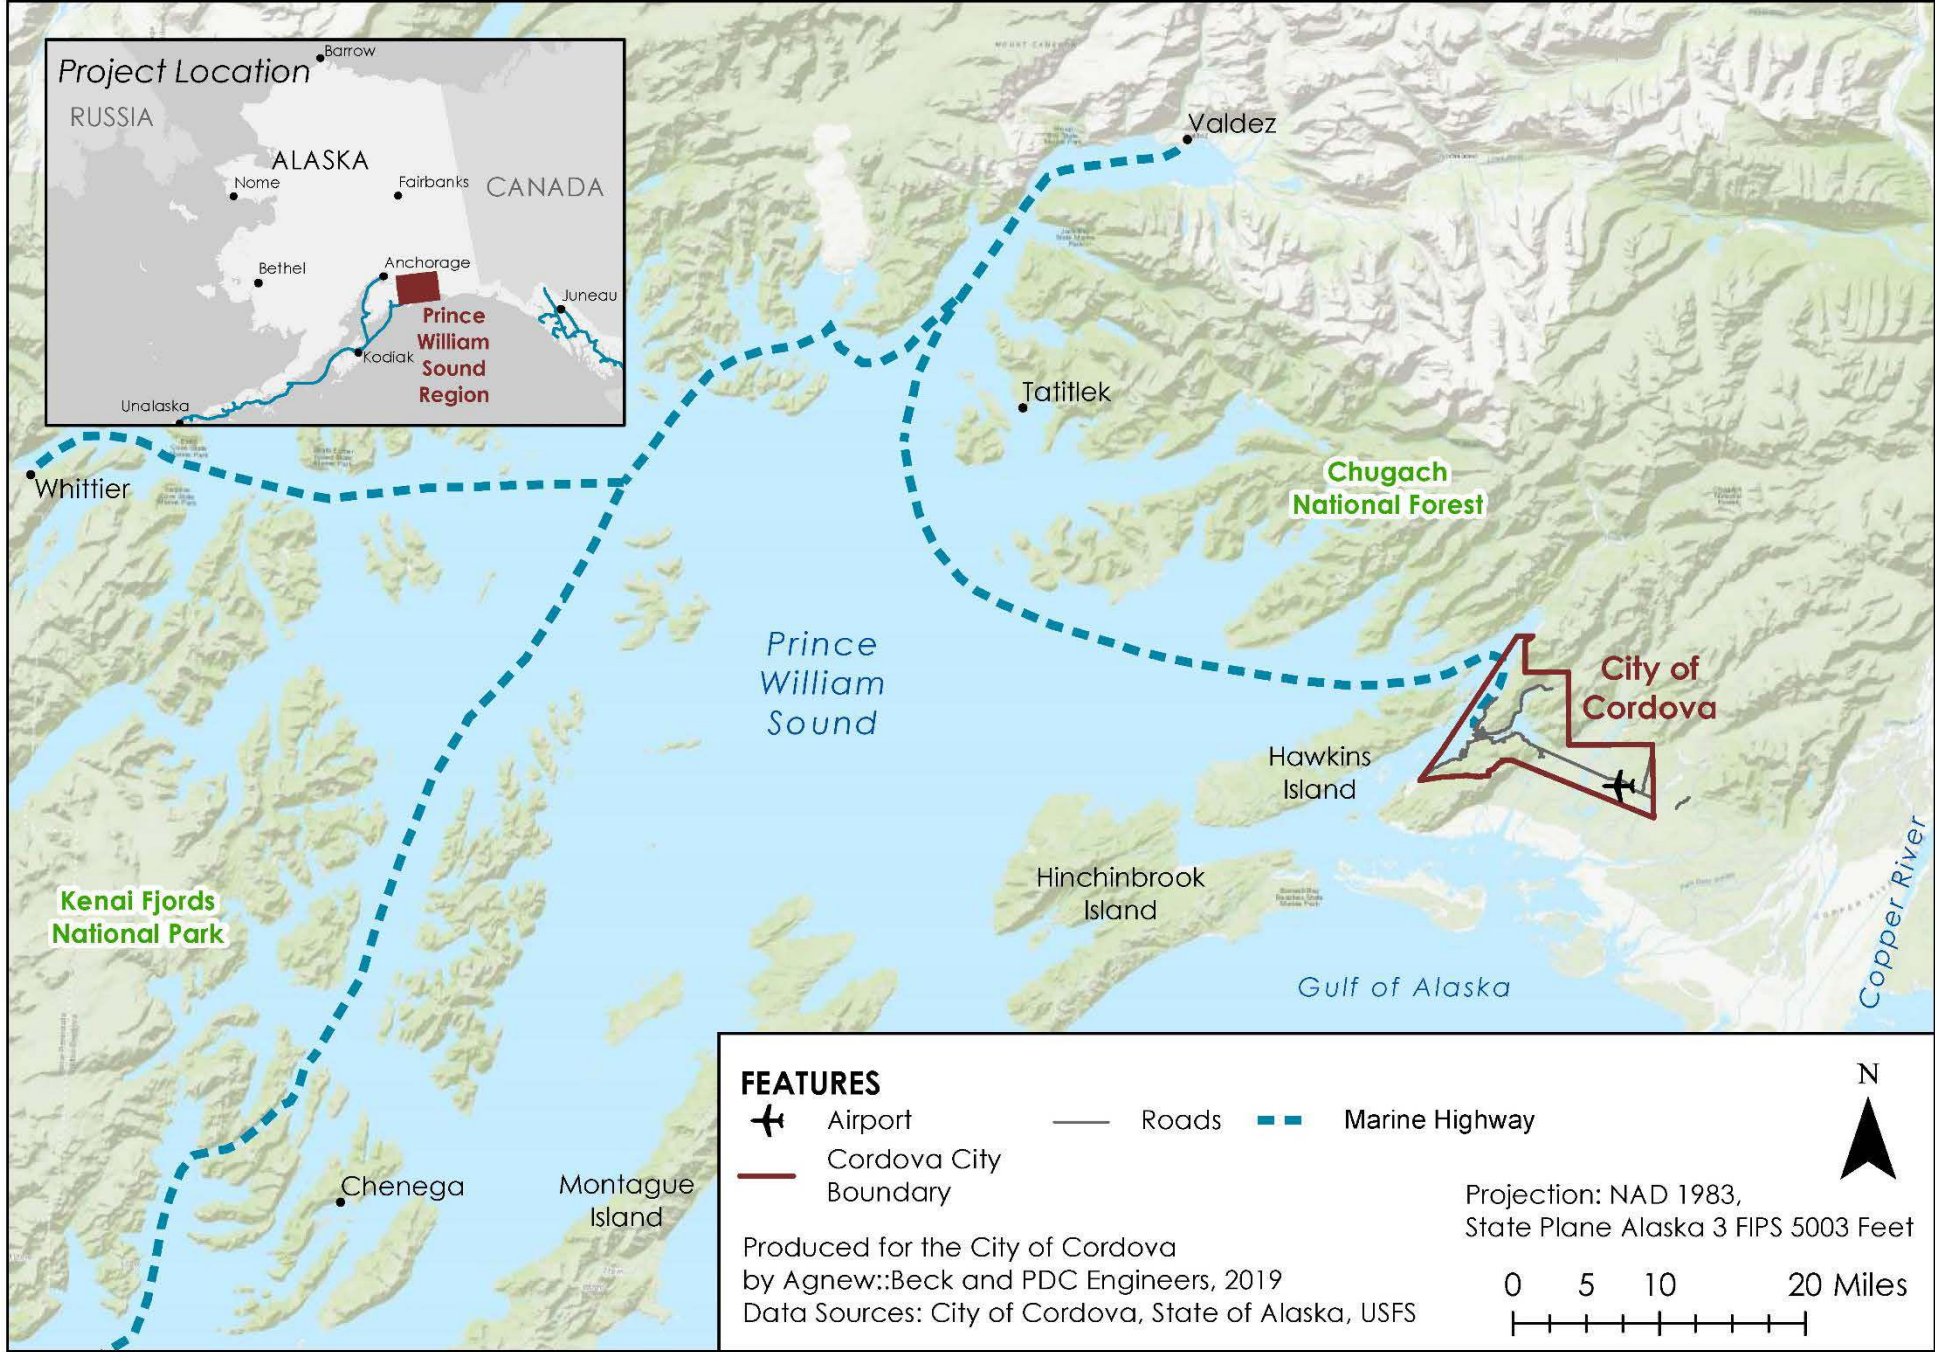 Project Location
Barrow
RUSSIA
ALASKA
Nome
Fairbanks
CANADA
Bethel
Anchorage
Juneau
Prince
William
Sound
Region
Kodiak
Unalaska
Valdez
Tatitlek
Whittier
Chugach
National Forest
Prince
William
Sound
City of
Cordova
Hawkins
Island
Hinchinbrook
Island
Kenai Fjords
National Park
Gulf of Alaska
Copper River
Chenega
Montague
Island
FEATURES
Airport
Roads
Marine Highway
Cordova City
Boundary
N
Projection: NAD 1983,
State Plane Alaska 3 FIPS 5003 Feet
Produced for the City of Cordova
by Agnew::Beck and PDC Engineers, 2019
Data Sources: City of Cordova, State of Alaska, USFS
0 5 10 20 Miles